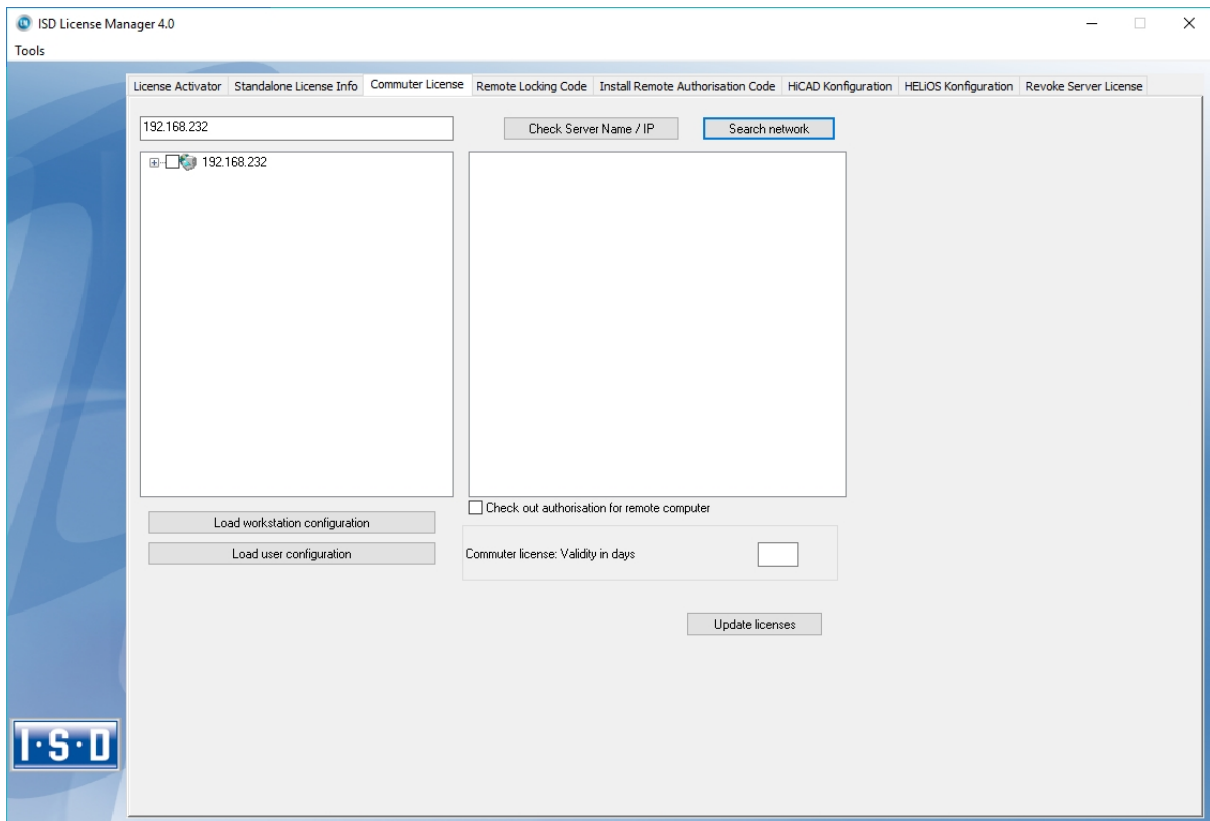 ISD License Manager 4.0
Tools
License Activator Standalone License Info Commuter License Remote Locking Code Install Remote Authorisation Code HiCAD Konfiguration HELiOS Konfiguration Revoke Server License
192.168.232 Check Server Name / IP Search network
192.168.232
Check out authorisation for remote computer
Load workstation configuration
Load user configuration Commuter license: Validity in days
Update licenses
I·S·D